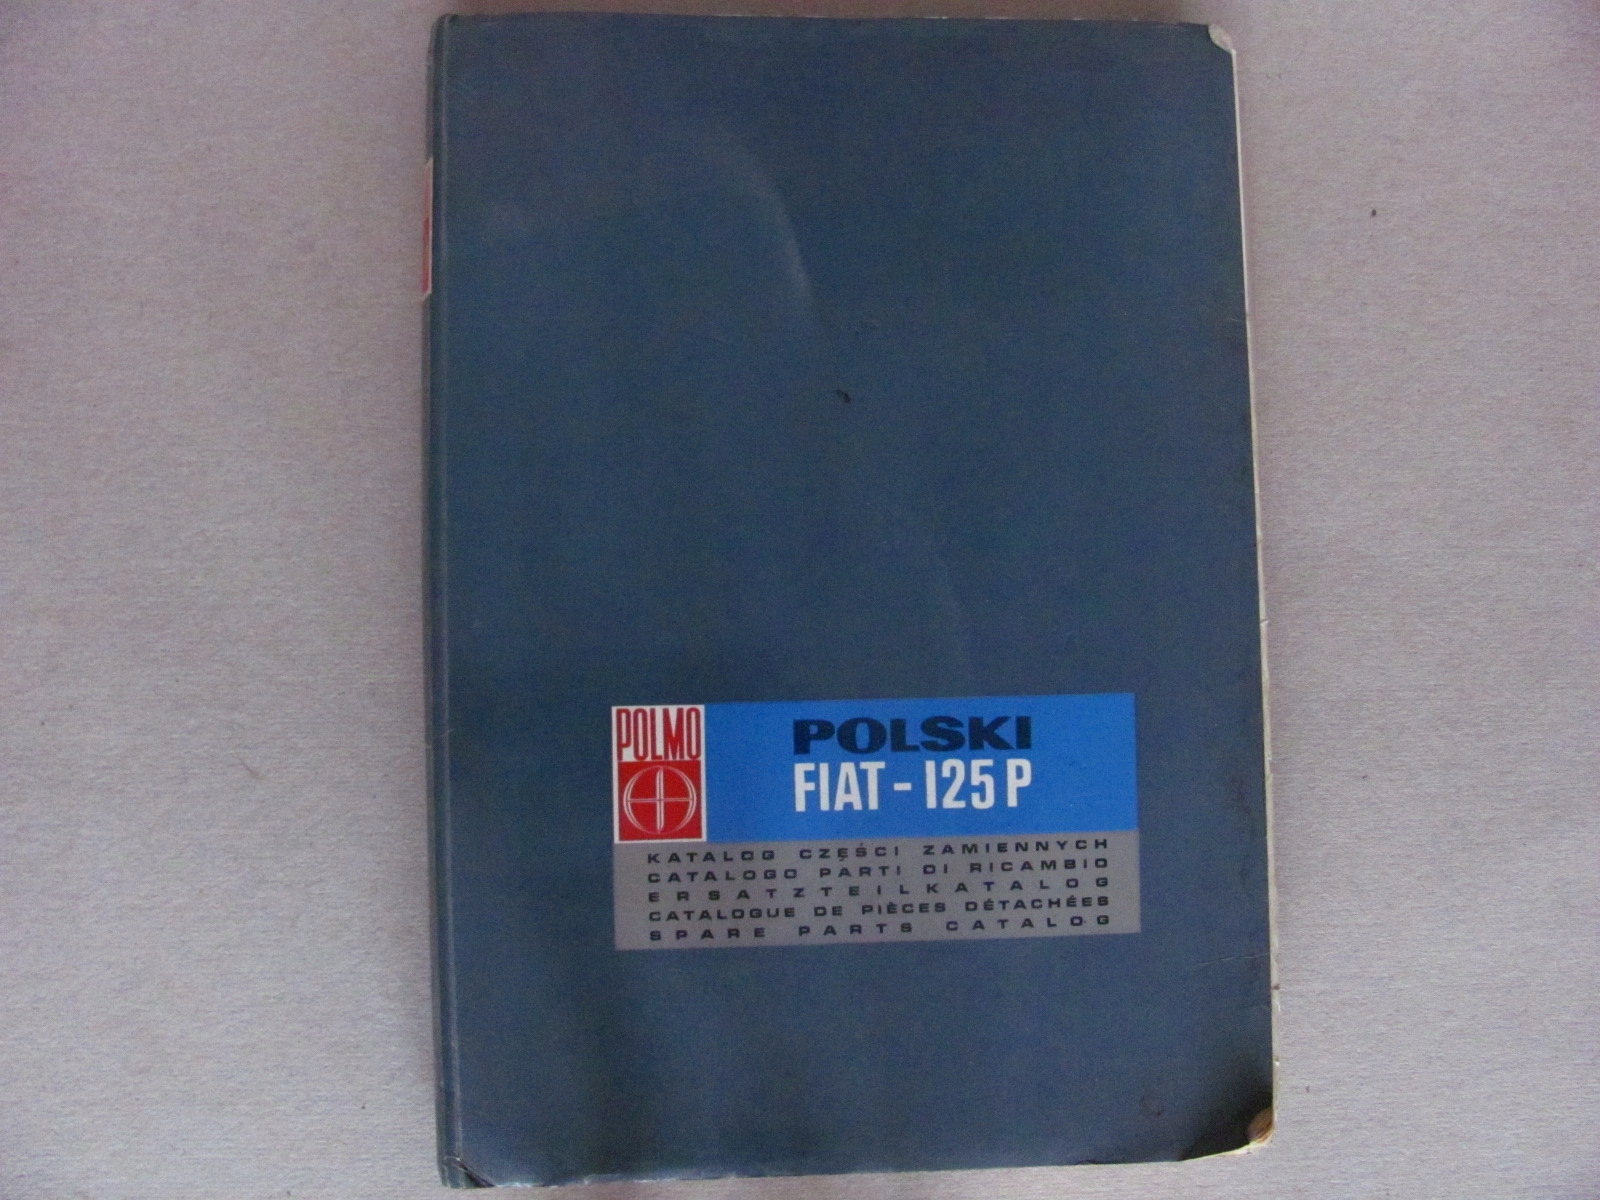 POLMO
POLSKI
FIAT - 125 P
KATALOG CZĘŚCI ZAMIENNYCH
CATALOGO PARTI DI RICAMBIO
ERSATZTEILKATALOG
CATALOGUE DE PIÈCES DÉTACHÉES
SPARE PARTS CATALOG